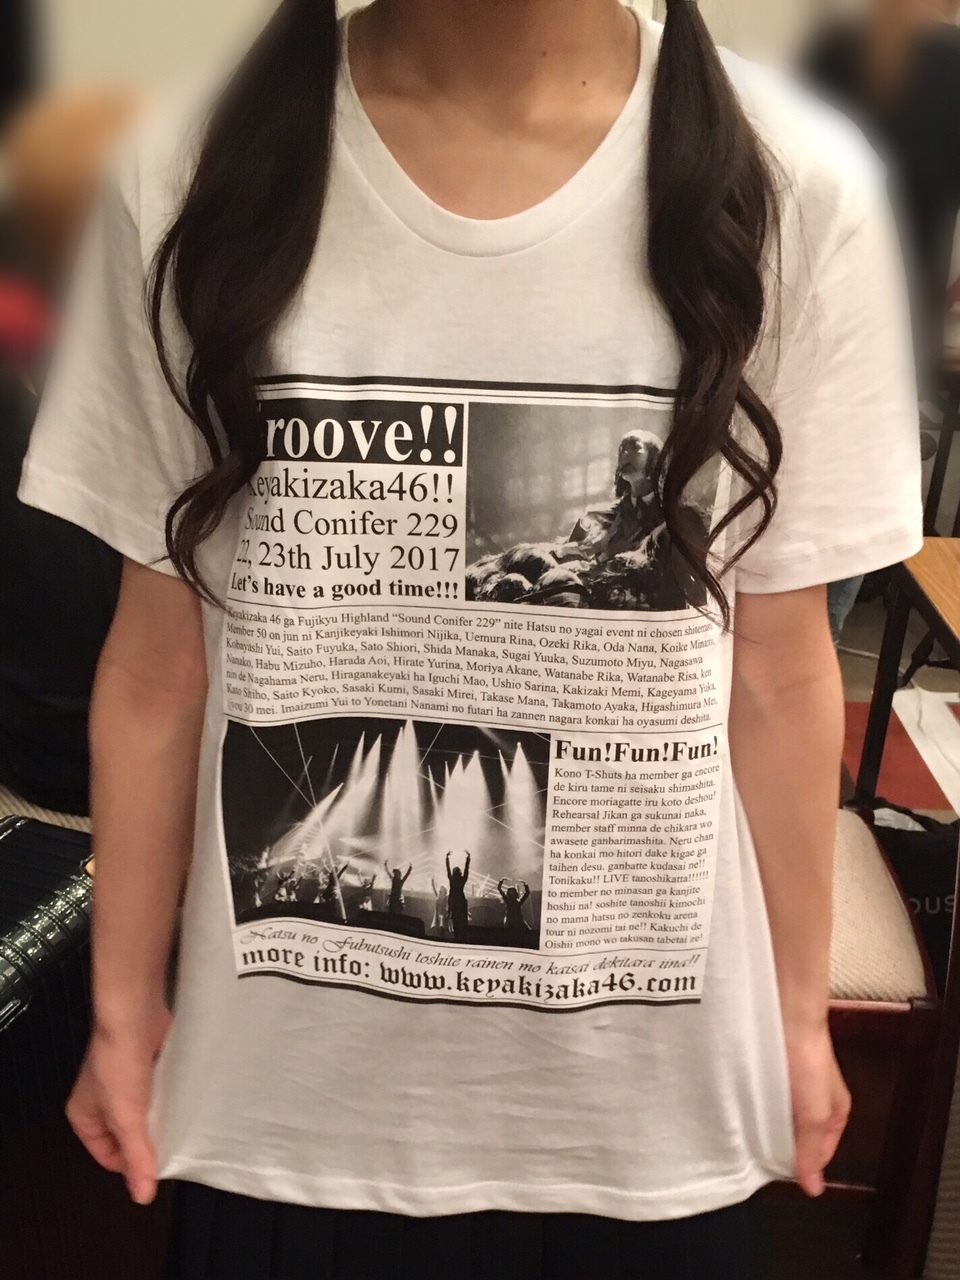 roove!!
Keyakizaka46!!
Sound Conifer 229
22, 23th July 2017
Let's have a good time!!!
Keyakizaka 46 ga Fujikyu Highland “Sound Conifer 229” nite Hatsu no yagai event ni chosen shitemasu.
Member 50 on jun ni Kanjikeyaki Ishimori Nijika, Uemura Rina, Ozeki Rika, Oda Nana, Koike Minami,
Kobayashi Yui, Saito Fuyuka, Sato Shiori, Shida Manaka, Sugai Yuuka, Suzumoto Miyu, Nagasawa
Nanako, Habu Mizuho, Harada Aoi, Hirate Yurina, Moriya Akane, Watanabe Rika, Watanabe Risa, ken
nin de Nagahama Neru, Hiraganakeyaki ha Iguchi Mao, Ushio Sarina, Kakizaki Memi, Kageyama Yuka,
Kato Shiho, Saito Kyoko, Sasaki Kumi, Sasaki Mirei, Takase Mana, Takamoto Ayaka, Higashimura Mei,
30 mei. Imaizumi Yui to Yonetani Nanami no futari ha zannen nagara konkai ha oyasumi deshita.
Fun!Fun!Fun!
Kono T-Shuts ha member ga encore
de kiru tame ni seisaku shimashita.
Encore moriagatte iru koto deshou!
Rehearsal Jikan ga sukunai naka,
member staff minna de chikara wo
awasete ganbarimashita. Neru chan
ha konkai mo hitori dake kigae ga
taihen desu. ganbatte kudasai ne!!
Tonikaku!! LIVE tanoshikatta!!!!!!
to member no minasan ga kanjite
hoshii na! soshite tanoshii kimochi
no mama hatsu no zenkoku arena
tour ni nozomi tai ne!! Kakuchi de
Oishii mono wo takusan tabetai ze!
Hatsu no Fubutsushi toshite rainen mo kaisai dekitara iina!!
more info: www.keyakizaka46.com